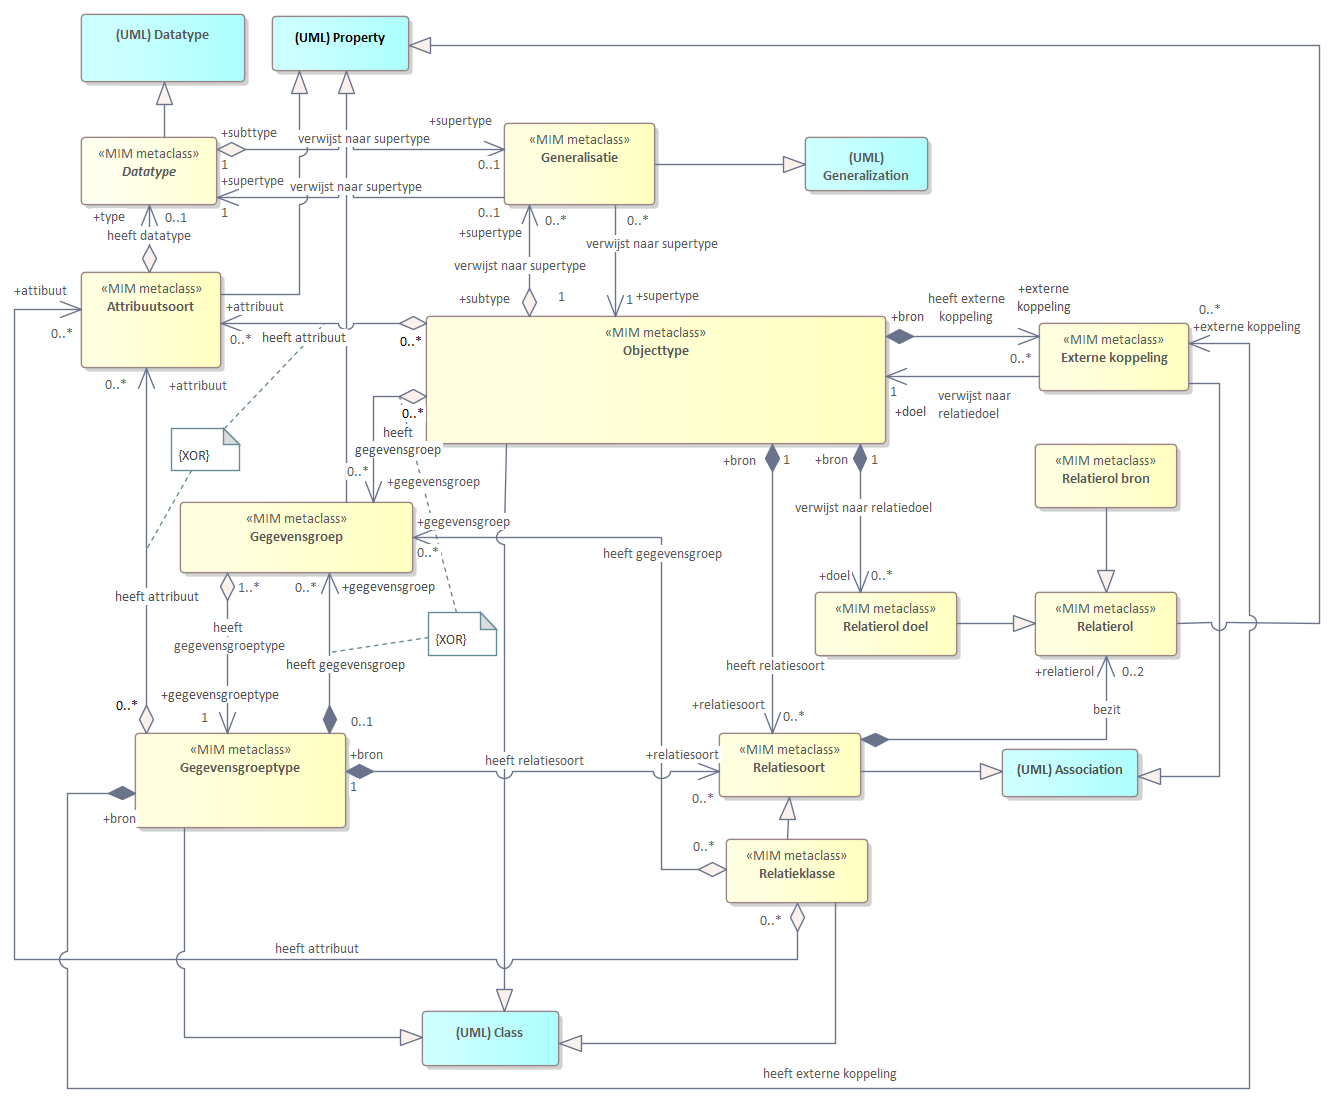 (UML) Datatype
(UML) Property
«MIM metaclass»
Datatype
+subttype
1
verwijst naar supertype
+supertype
0..1
«MIM metaclass»
Generalisatie
(UML)
Generalization
+supertype
1
verwijst naar supertype
0..1
+type
0..1
heeft datatype
+supertype
0..*
0..*
verwijst naar supertype
verwijst naar supertype
+subtype
1
1
+supertype
+attibuut
0..*
«MIM metaclass»
Attribuutsoort
+attribuut
0..*
heeft attribuut
0..*
«MIM metaclass»
Objecttype
+bron
heeft externe
koppeling
+externe
koppeling
0..*
«MIM metaclass»
Externe koppeling
0..*
+externe koppeling
1
+doel
verwijst naar
relatiedoel
0..*
+attribuut
0..*
heeft
gegevensgroep
0..*
+gegevensgroep
{XOR}
+bron
1
+bron
1
«MIM metaclass»
Relatierol bron
verwijst naar relatiedoel
«MIM metaclass»
Gegevensgroep
+gegevensgroep
0..*
heeft gegevensgroep
+doel
0..*
1..*
0..*
+gegevensgroep
heeft attribuut
heeft
gegevensgroeptype
{XOR}
heeft gegevensgroep
«MIM metaclass»
Relatierol doel
«MIM metaclass»
Relatierol
heeft relatiesoort
+relatierol
0..2
bezit
+gegevensgroeptype
0..*
1
0..1
+relatiesoort
0..*
«MIM metaclass»
Gegevensgroeptype
+bron
1
heeft relatiesoort
+relatiesoort
0..*
«MIM metaclass»
Relatiesoort
(UML) Association
+bron
0..*
«MIM metaclass»
Relatieklasse
0..*
heeft attribuut
(UML) Class
heeft externe koppeling